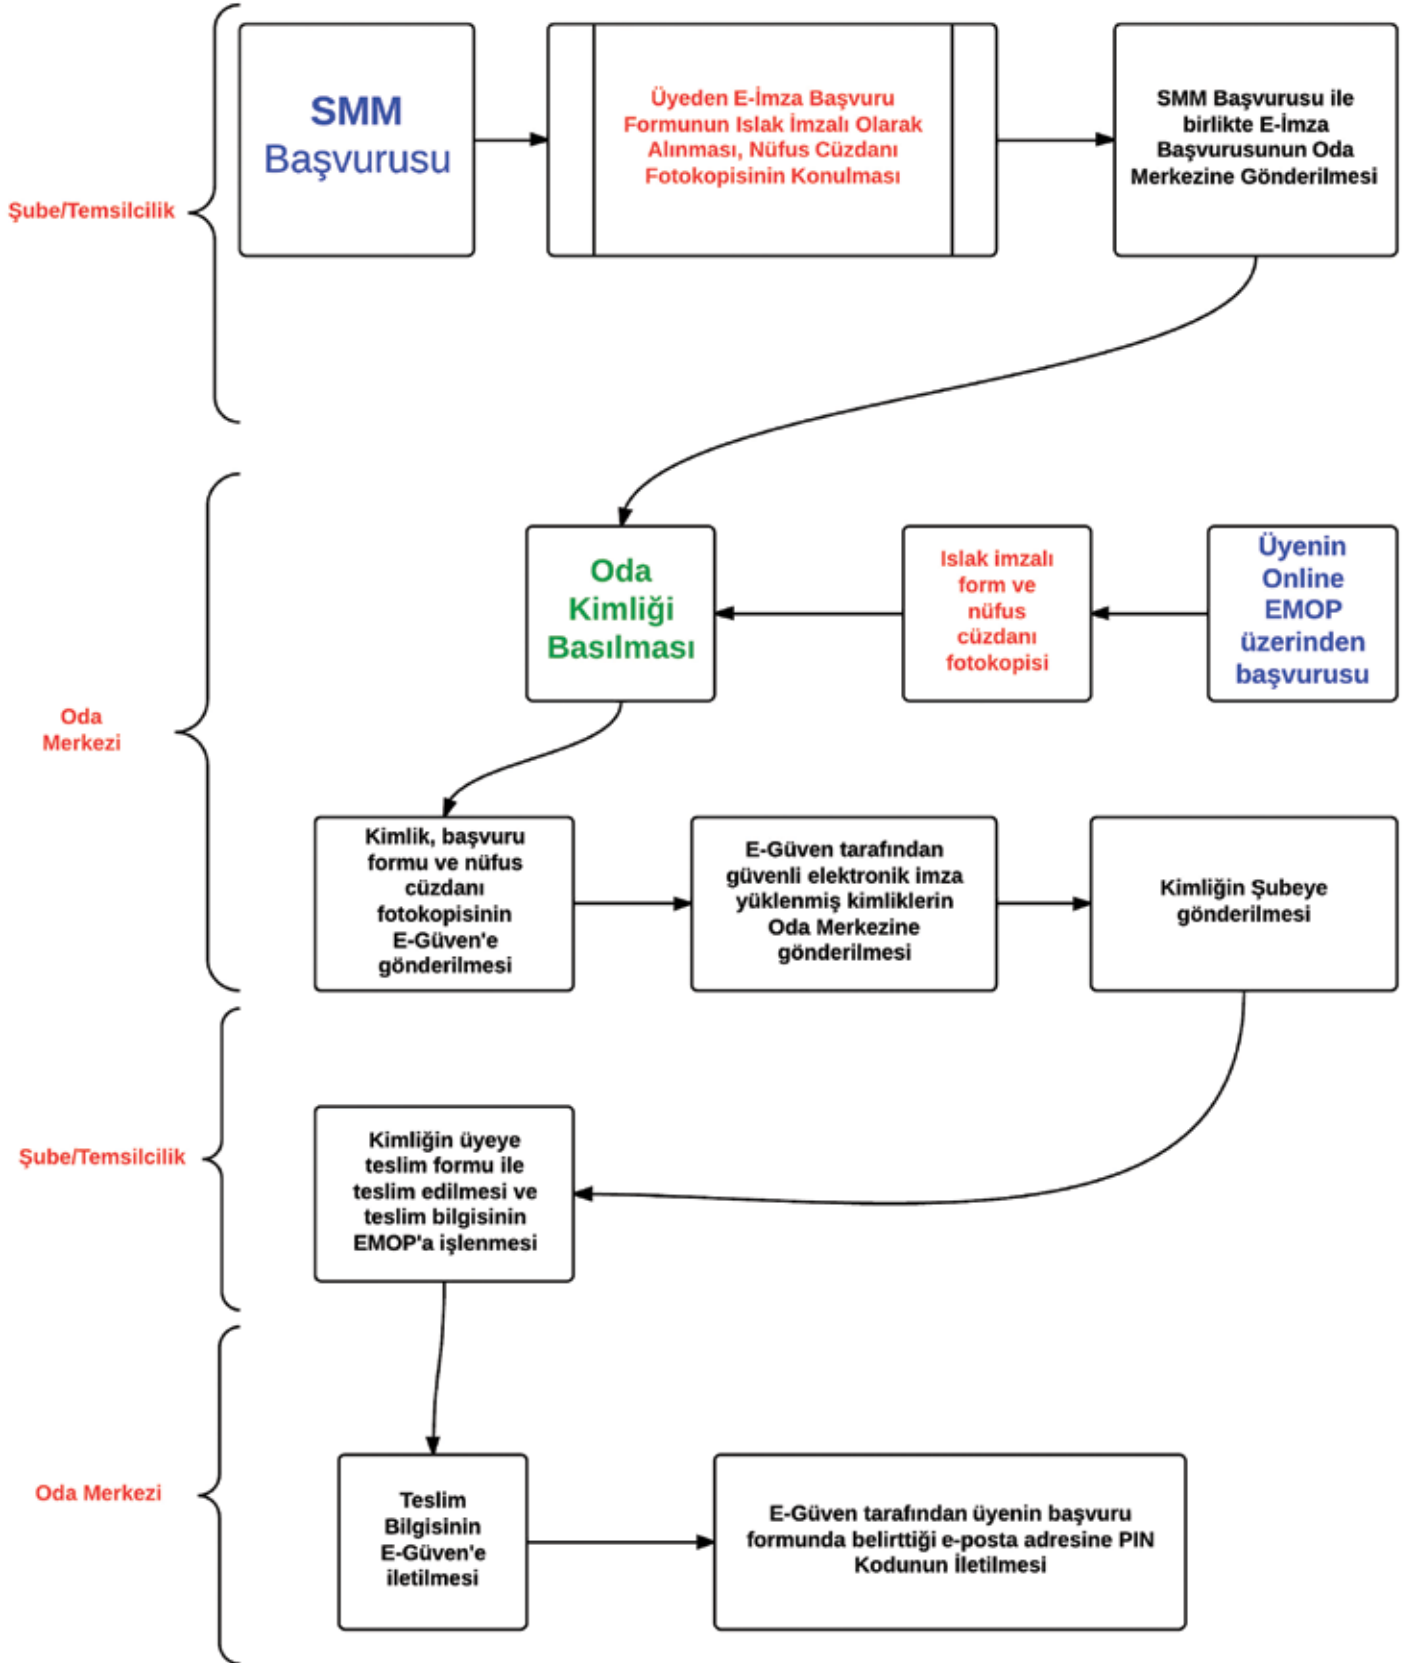 Şube/Temsilcilik
SMM
Başvurusu
Üyeden E-İmza Başvuru
Formunun Islak İmzalı Olarak
Alınması, Nüfus Cüzdanı
Fotokopisinin Konulması
SMM Başvurusu ile
birlikte E-İmza
Başvurusunun Oda
Merkezine Gönderilmesi
Oda
Merkezi
Oda
Kimliği
Basılması
Islak imzalı
form ve
nüfus
cüzdanı
fotokopisi
Üyenin
Online
EMOP
üzerinden
başvurusu
Kimlik, başvuru
formu ve nüfus
cüzdanı
fotokopisinin
E-Güven'e
gönderilmesi
E-Güven tarafından
güvenli elektronik imza
yüklenmiş kimliklerin
Oda Merkezine
gönderilmesi
Kimliğin Şubeye
gönderilmesi
Şube/Temsilcilik
Kimliğin üyeye
teslim formu ile
teslim edilmesi ve
teslim bilgisinin
EMOP'a işlenmesi
Oda Merkezi
Teslim
Bilgisinin
E-Güven'e
iletilmesi
E-Güven tarafından üyenin başvuru
formunda belirttiği e-posta adresine PIN
Kodunun İletilmesi